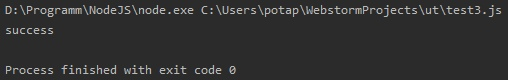 D:\Programm\NodeJS\node.exe C:\Users\potap\WebstormProjects\ut\test3.js
success
Process finished with exit code 0